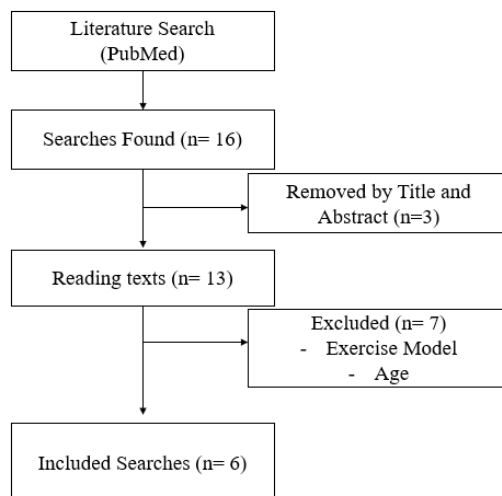 Literature Search
(PubMed)
Searches Found (n= 16)
Removed by Title and
Abstract (n=3)
Reading texts (n= 13)
Excluded (n= 7)
- Exercise Model
- Age
Included Searches (n= 6)